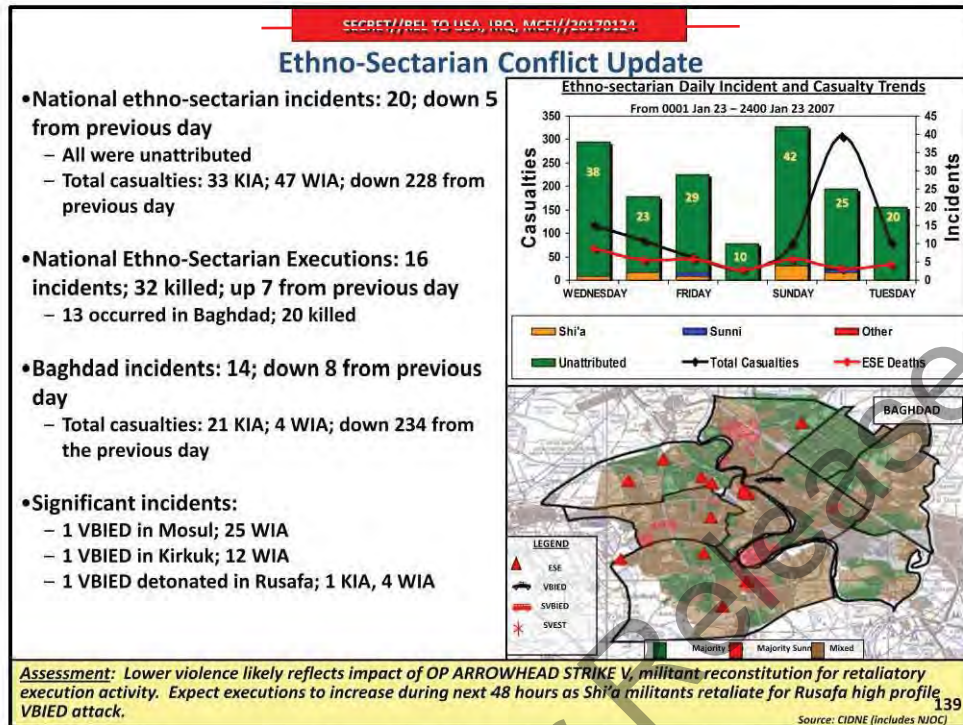 SECRET//REL TO USA, IRQ, MCFI//20170124
Ethno-Sectarian Conflict Update
•National ethno-sectarian incidents: 20; down 5
from previous day
– All were unattributed
– Total casualties: 33 KIA; 47 WIA; down 228 from
previous day
•National Ethno-Sectarian Executions: 16
incidents; 32 killed; up 7 from previous day
– 13 occurred in Baghdad; 20 killed
•Baghdad incidents: 14; down 8 from previous
day
– Total casualties: 21 KIA; 4 WIA; down 234 from
the previous day
•Significant incidents:
– 1 VBIED in Mosul; 25 WIA
– 1 VBIED in Kirkuk; 12 WIA
– 1 VBIED detonated in Rusafa; 1 KIA, 4 WIA
Ethno-sectarian Daily Incident and Casualty Trends
From 0001 Jan 23 – 2400 Jan 23 2007
Casualties
350
300
250
200
150
100
50
0
38
23
29
10
42
25
20
45
40
35
30
25
20
15
10
5
0
Incidents
WEDNESDAY FRIDAY SUNDAY TUESDAY
Shi'a Sunni Other
Unattributed Total Casualties ESE Deaths
BAGHDAD
LEGEND
ESE
VBIED
SVBIED
SVEST
Majority Majority Sunni Mixed
Release
Assessment: Lower violence likely reflects impact of OP ARROWHEAD STRIKE V, militant reconstitution for retaliatory
execution activity. Expect executions to increase during next 48 hours as Shi'a militants retaliate for Rusafa high profile
VBIED attack.
139
Source: CIDNE (includes NJOC)